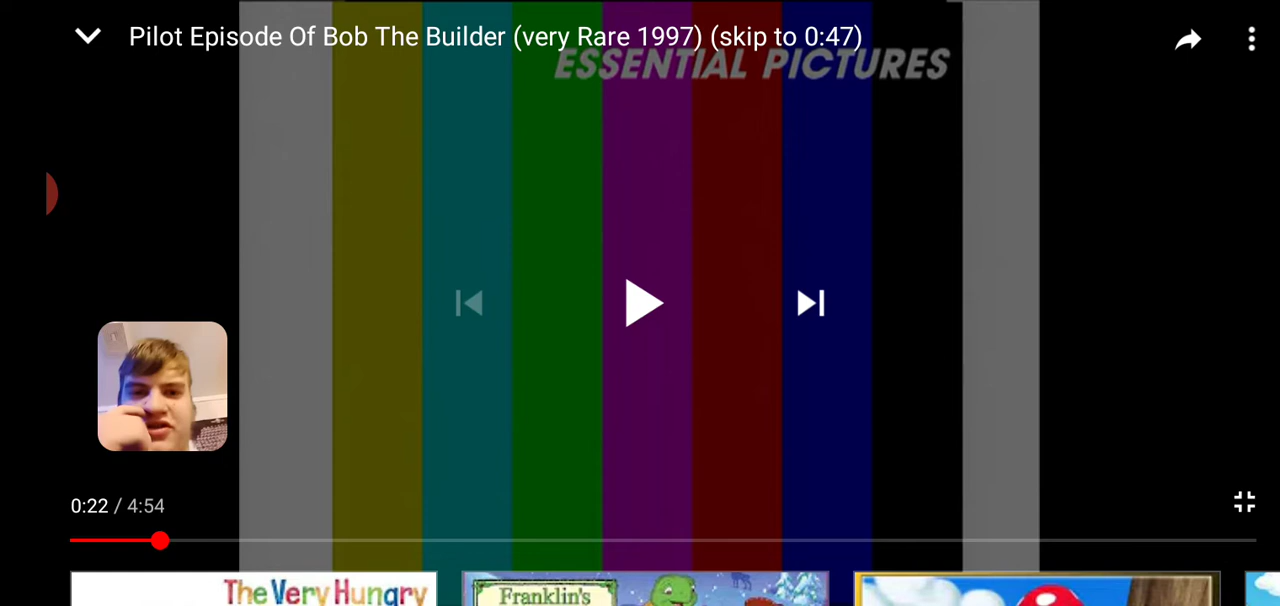 Pilot Episode Of Bob The Builder (very Rare 1997) (skip to 0:47)
ESSENTIAL PICTURES
0:22 / 4:54
The Very Hungry
Franklin's